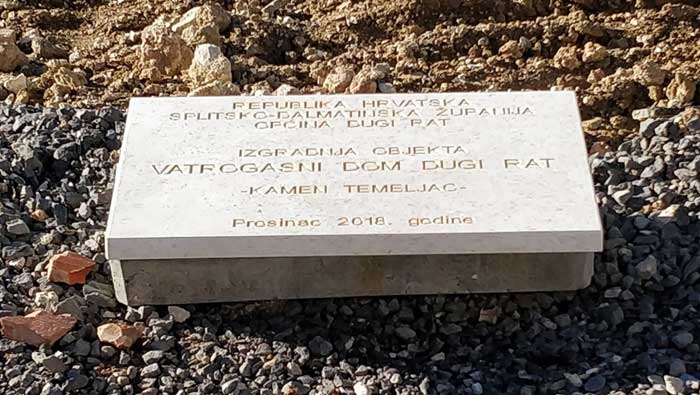 REPUBLIKA HRVATSKA
SPLITSKO-DALMATINSKA ŽUPANIJA
OPĆINA DUGI RAT
IZGRADNJA OBJEKTA
VATROGASNI DOM DUGI RAT
-KAMEN TEMELJAC-
Prosinac 2018. godine